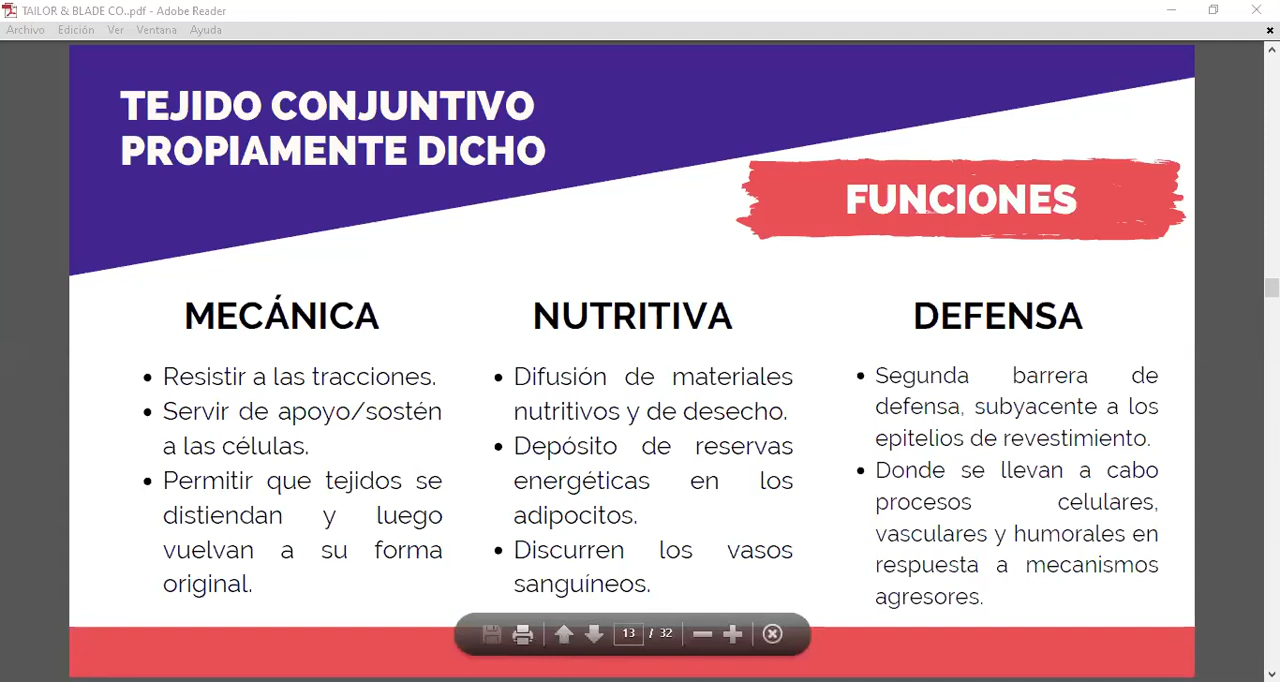 TAILOR & BLADE CO..pdf - Adobe Reader
Archivo Edición Ver Ventana Ayuda
TEJIDO CONJUNTIVO
PROPIAMENTE DICHO
FUNCIONES
MECÁNICA
• Resistir a las tracciones.
• Servir de apoyo/sostén
a las células.
• Permitir que tejidos se
distiendan y luego
vuelvan a su forma
original.
NUTRITIVA
• Difusión de materiales
nutritivos y de desecho.
• Depósito de reservas
energéticas en los
adipocitos.
• Discurren los vasos
sanguíneos.
DEFENSA
• Segunda barrera de
defensa, subyacente a los
epitelios de revestimiento.
• Donde se llevan a cabo
procesos celulares,
vasculares y humorales en
respuesta a mecanismos
agresores.
13 / 32